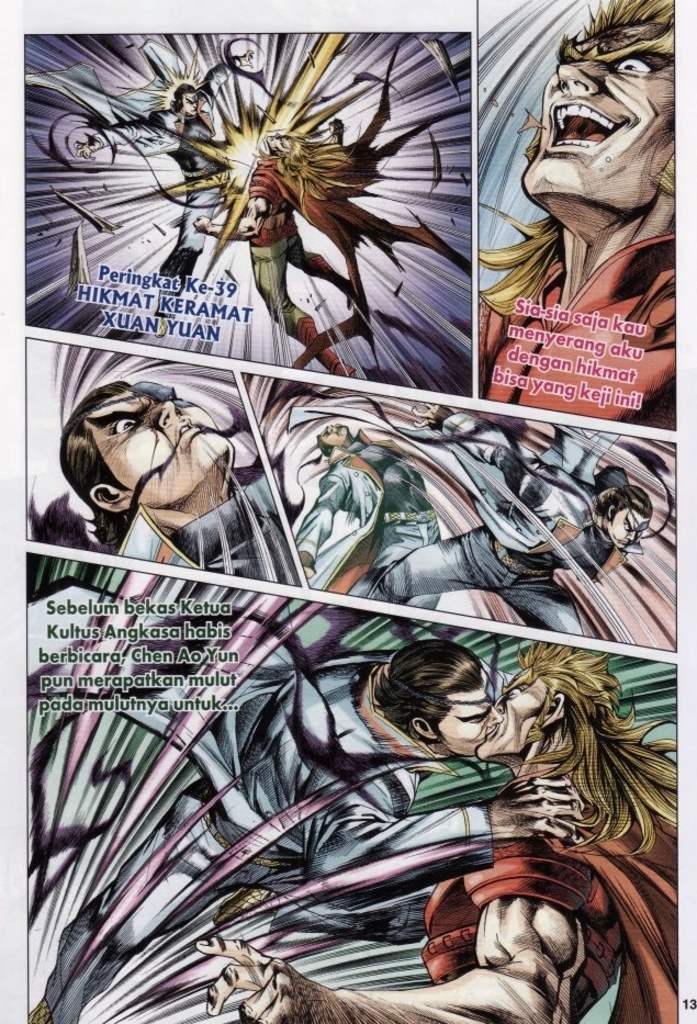 Peringkat Ke-39
HIKMAT KERAMAT
XUAN YUAN
Sia-sia saja kau
menyerang aku
dengan hikmat
bisa yang keji ini!
Sebelum bekas Ketua
Kultus Angkasa habis
berbicara, Chen Ao Yun
pun merapatkan mulut
pada mulutnya untuk...
13